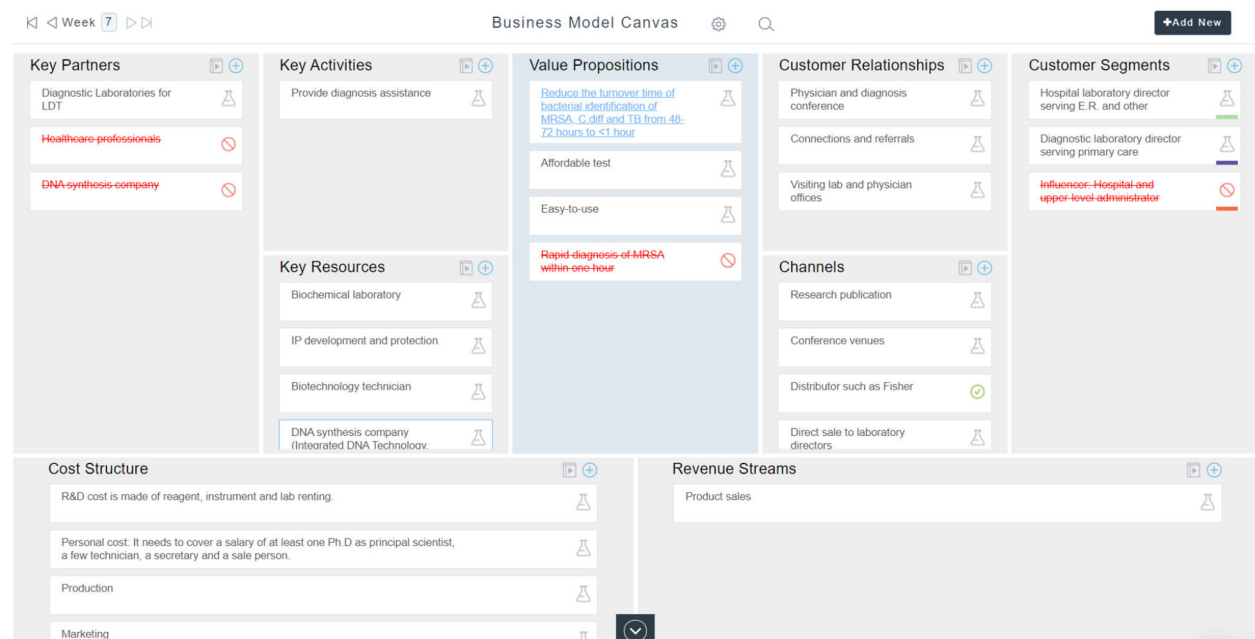 Week 7
Business Model Canvas
+Add New
Key Partners
Diagnostic Laboratories for
LDT
Healthcare professionals
DNA synthesis company
Key Activities
Provide diagnosis assistance
Key Resources
Biochemical laboratory
IP development and protection
Biotechnology technician
DNA synthesis company
(Integrated DNA Technology,
Value Propositions
Reduce the turnover time of
bacterial identification of
MRSA, C.diff and TB from 48-
72 hours to <1 hour
Affordable test
Easy-to-use
Rapid diagnosis of MRSA
within one hour
Customer Relationships
Physician and diagnosis
conference
Connections and referrals
Visiting lab and physician
offices
Channels
Research publication
Conference venues
Distributor such as Fisher
Direct sale to laboratory
directors
Customer Segments
Hospital laboratory director
serving E.R. and other
Diagnostic laboratory director
serving primary care
Influencer: Hospital and
upper level administrator
Cost Structure
R&D cost is made of reagent, instrument and lab renting.
Personal cost: It needs to cover a salary of at least one Ph.D as principal scientist,
a few technician, a secretary and a sale person.
Production
Marketing
Revenue Streams
Product sales